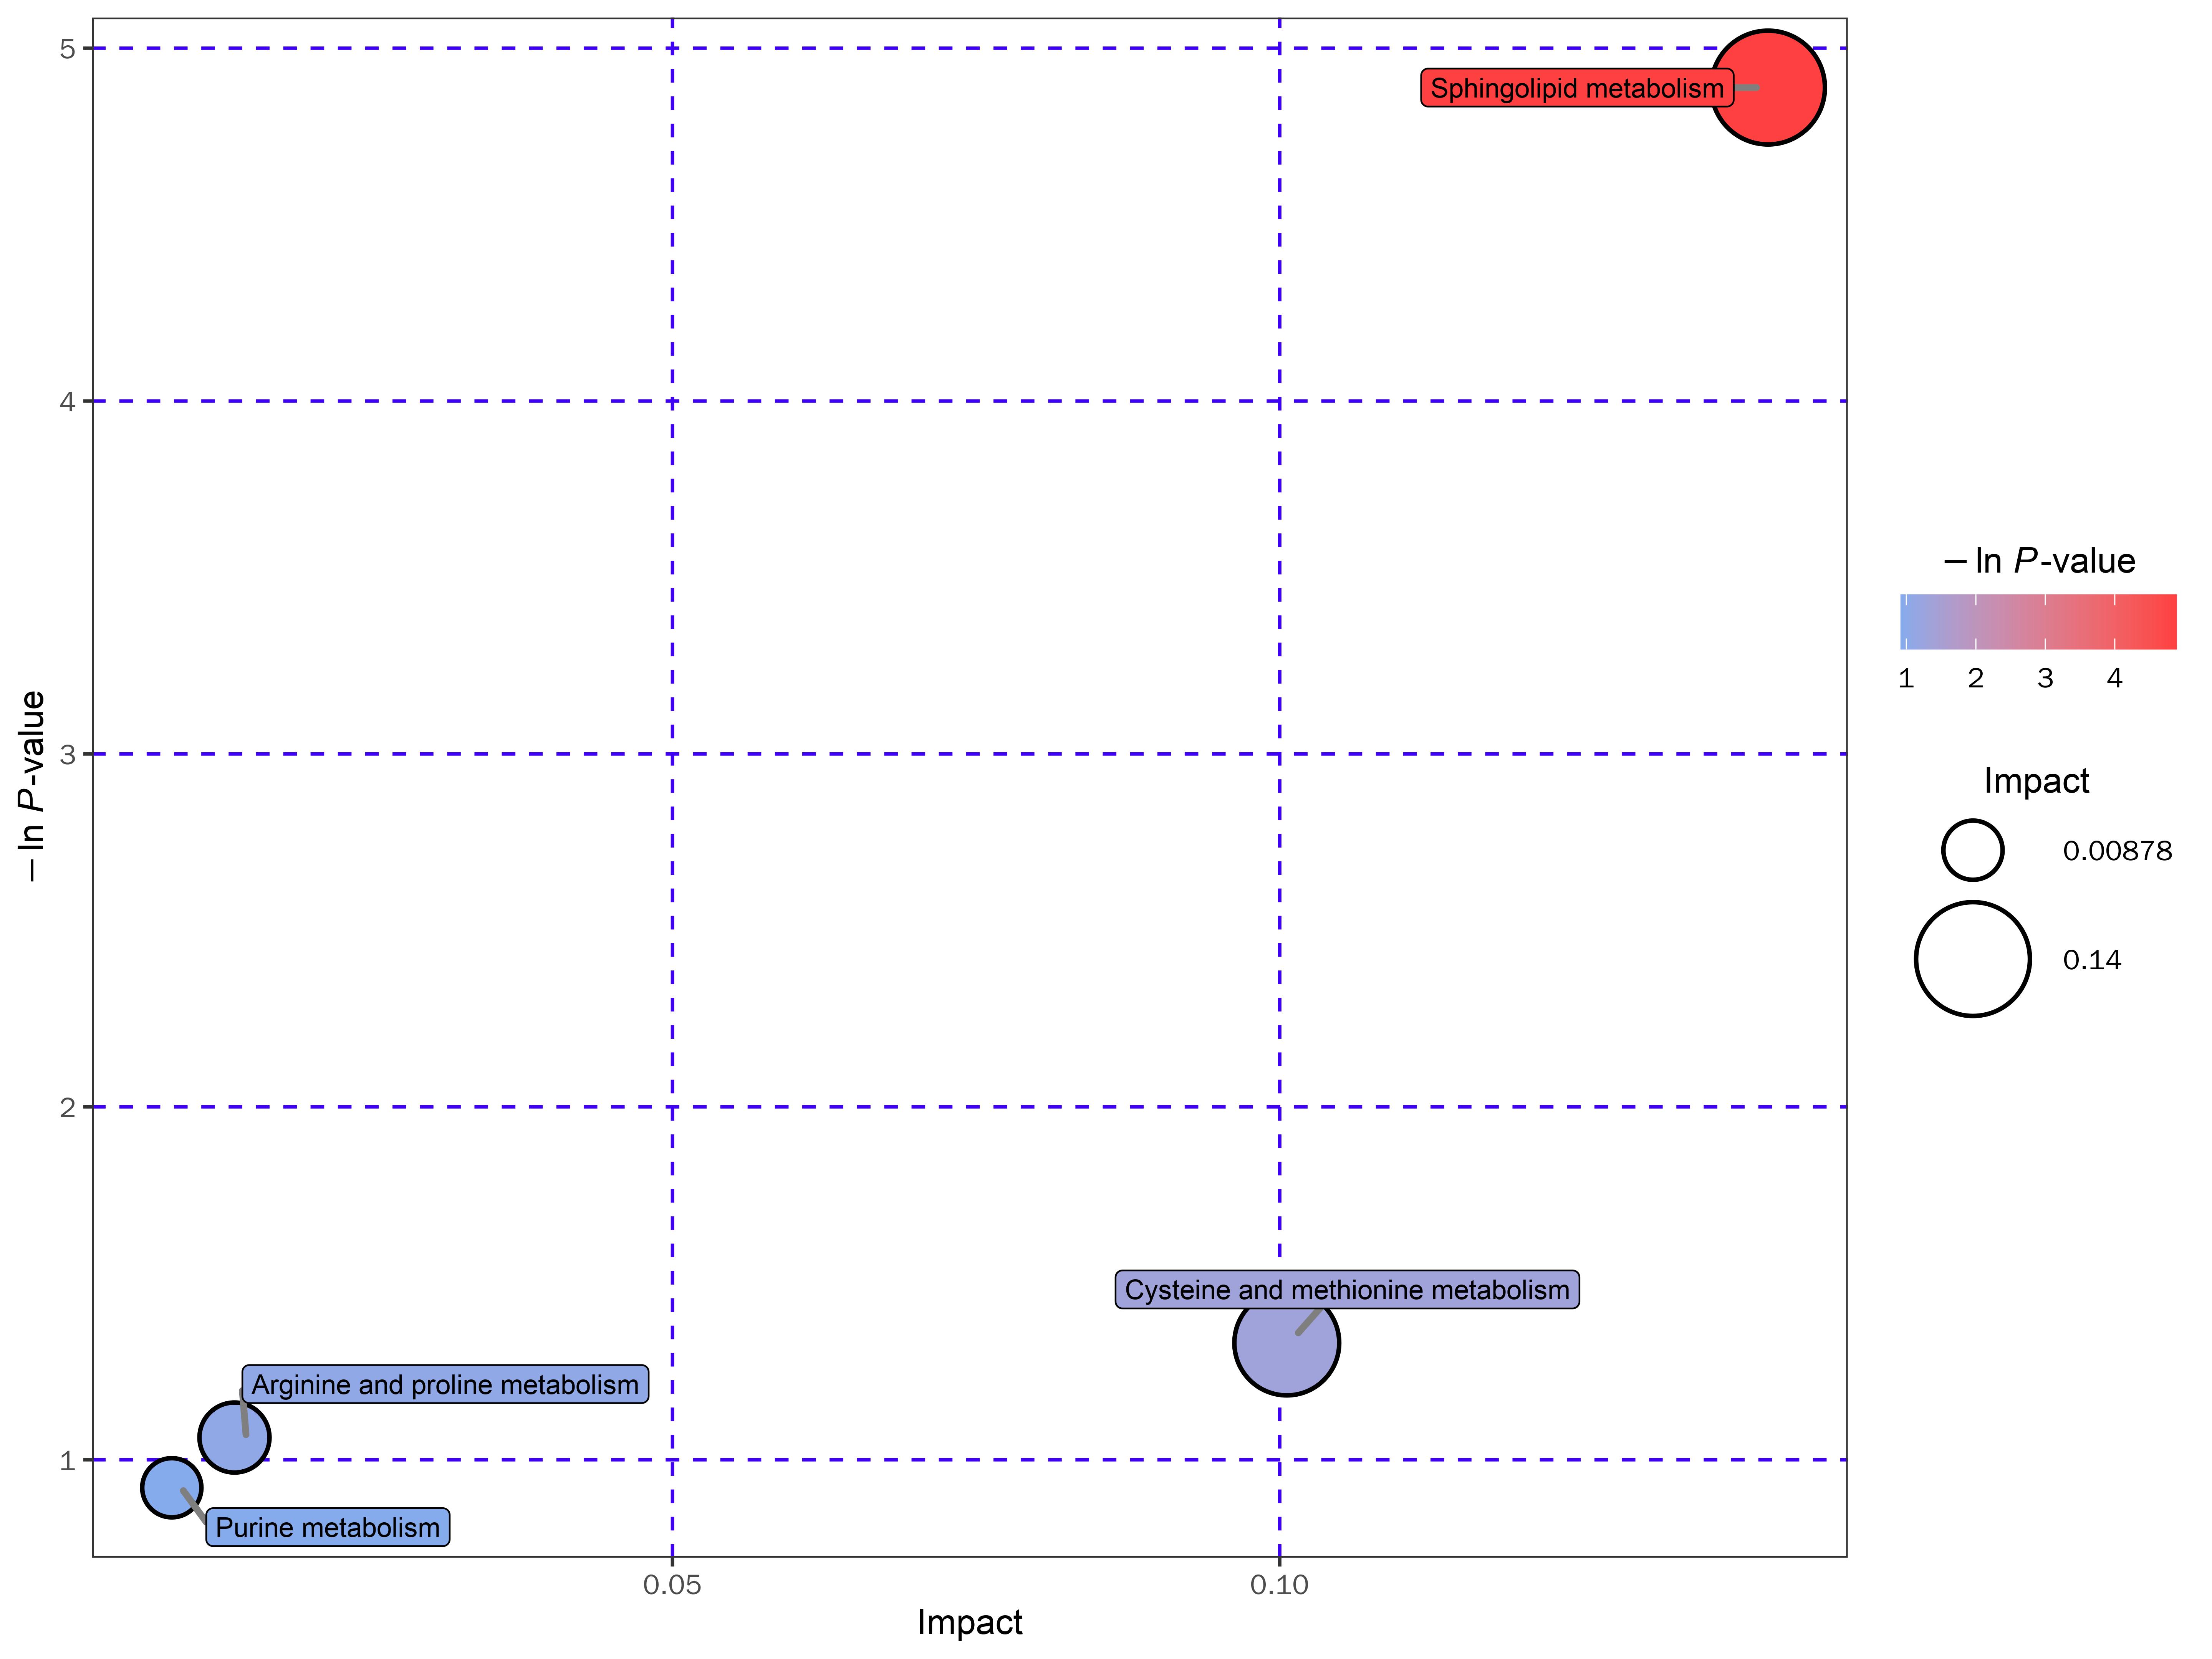 5
4
3
2
1
– ln P-value
Sphingolipid metabolism
Cysteine and methionine metabolism
Arginine and proline metabolism
Purine metabolism
0.05
0.10
Impact
– ln P-value
1 2 3 4
Impact
0.00878
0.14